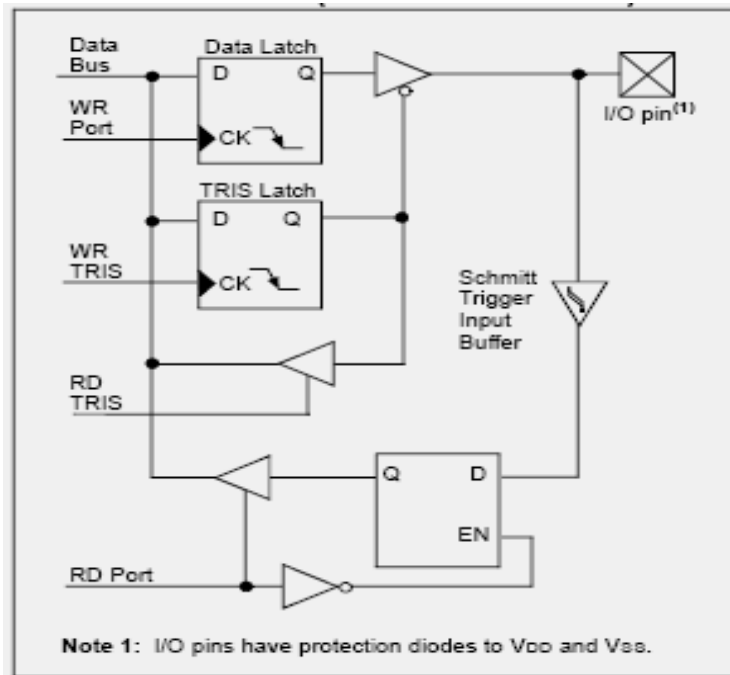 Data
Bus
Data Latch
D Q
WR
Port
CK
I/O pin(1)
TRIS Latch
D Q
WR
TRIS
CK
Schmitt
Trigger
Input
Buffer
RD
TRIS
Q D
EN
RD Port
Note 1: I/O pins have protection diodes to VDD and VSS.